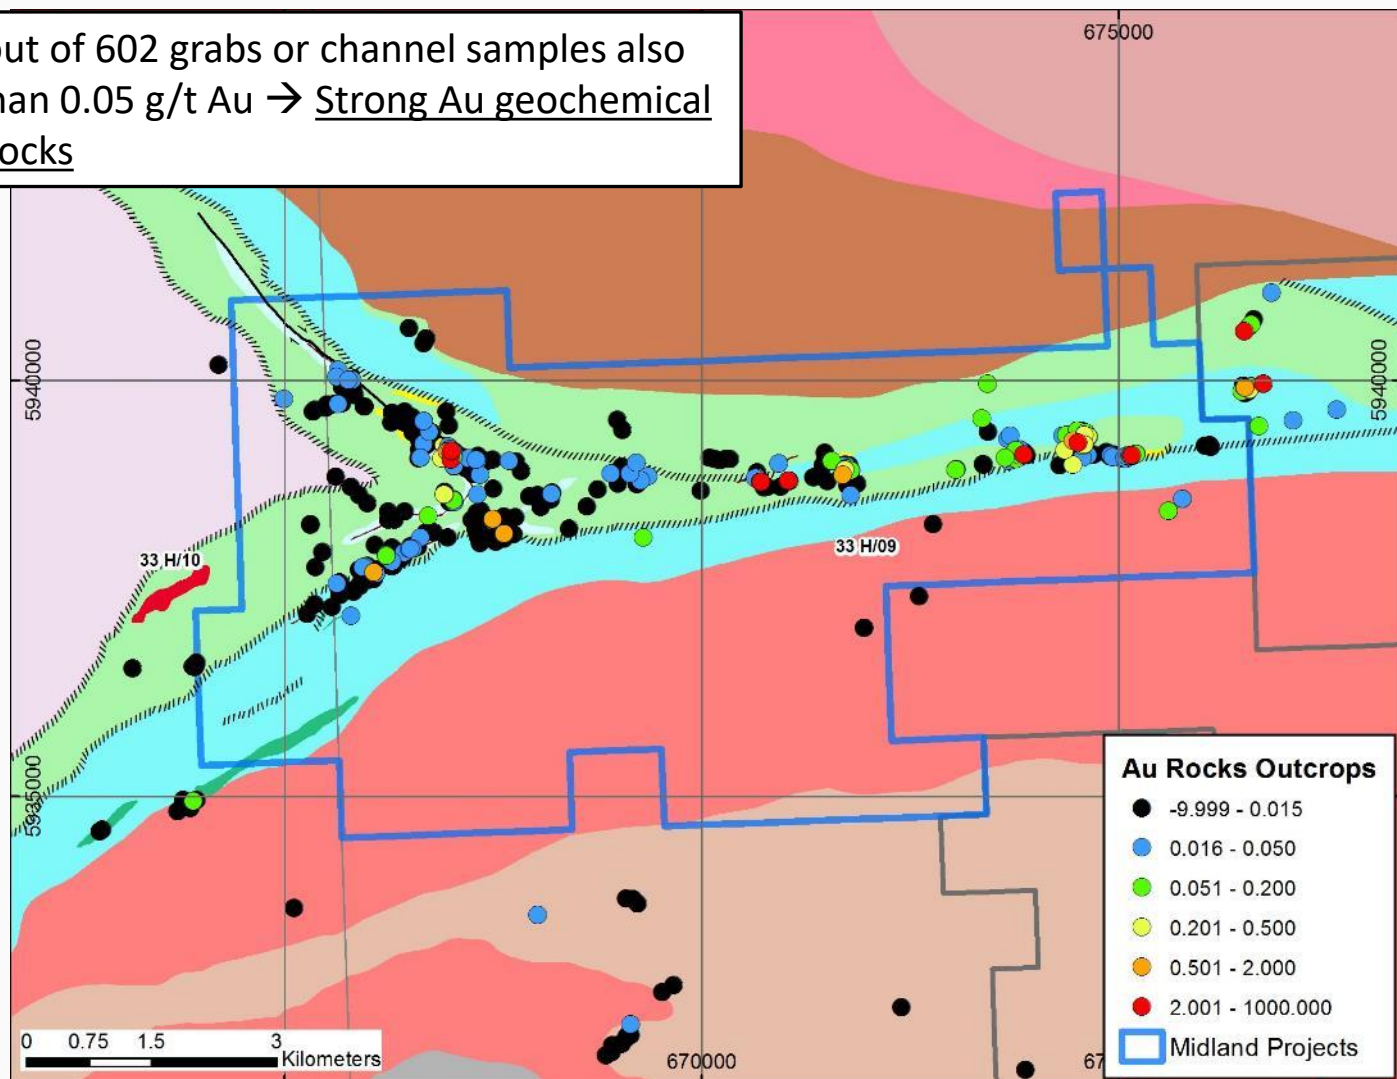 out of 602 grabs or channel samples also
than 0.05 g/t Au → Strong Au geochemical
rocks
675000
5940000
5940000
33 H/10
33 H/09
5935000
Au Rocks Outcrops
-9.999 - 0.015
0.016 - 0.050
0.051 - 0.200
0.201 - 0.500
0.501 - 2.000
2.001 - 1000.000
Midland Projects
0 0.75 1.5 3
Kilometers
670000
67